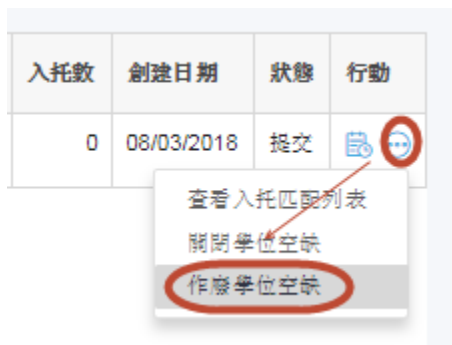 入托數 創建日期 狀態 行動
0 08/03/2018 提交
查看入托匹配列表
關閉學位空缺
作廢學位空缺